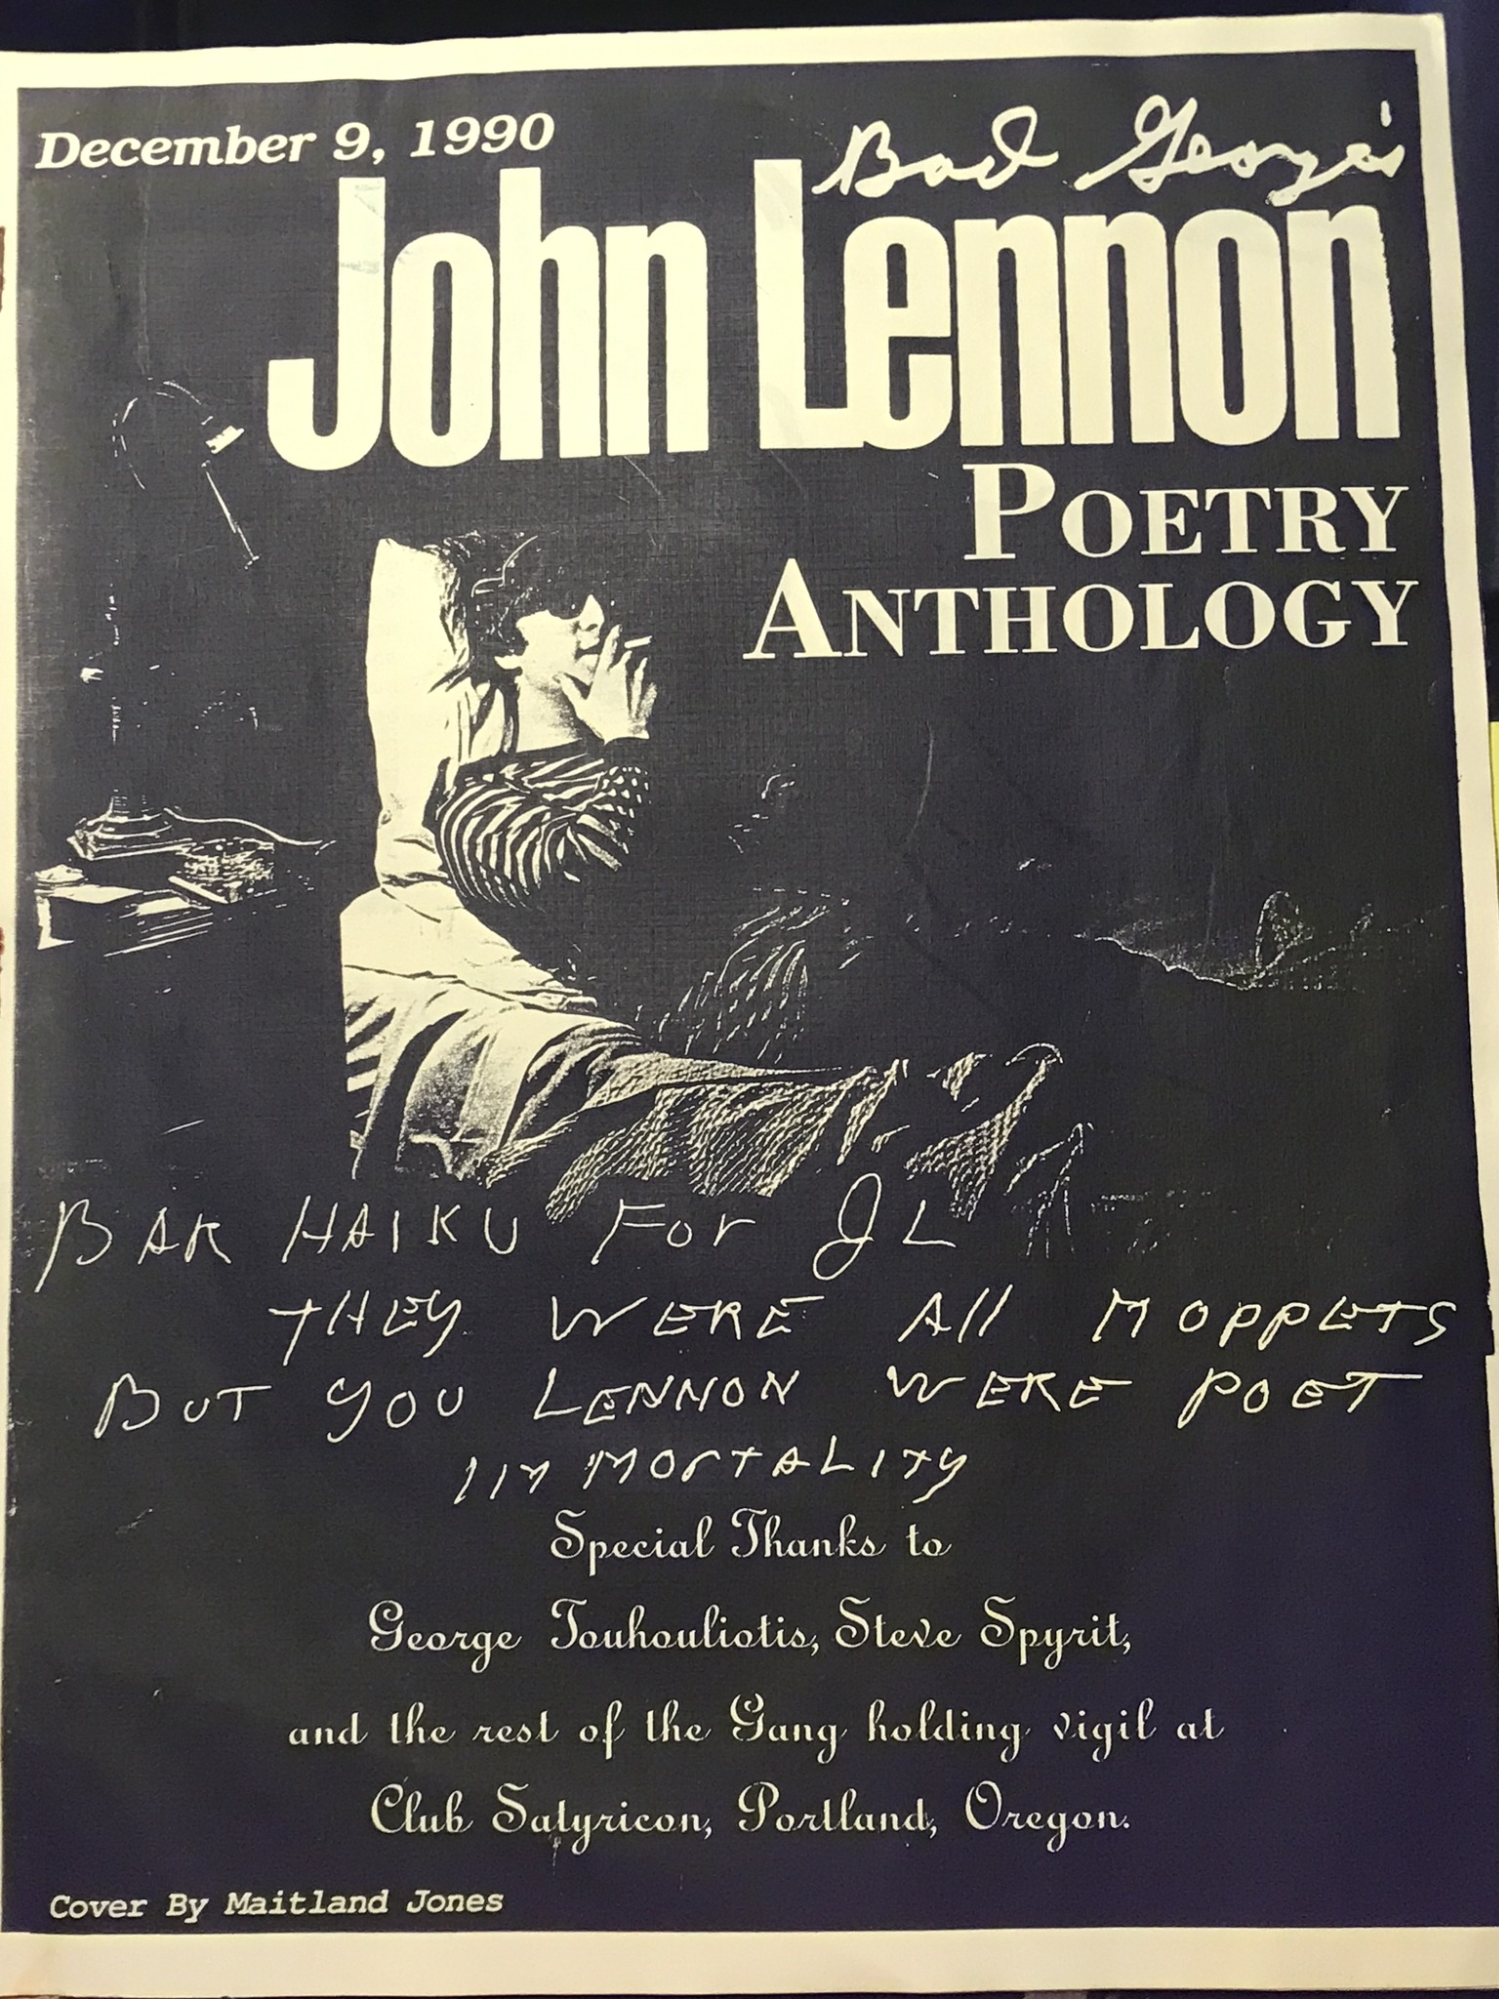 December 9, 1990
Bad George's
John Lennon
POETRY
ANTHOLOGY
BAR HAIKU For JL
THEY WERE All MOPPETS
BUT YOU LENNON WERE POET
IMMORTALITY
Special Thanks to
George Touhouliotis, Steve Spyrit,
and the rest of the Gang holding vigil at
Club Satyricon, Portland, Oregon.
Cover By Maitland Jones